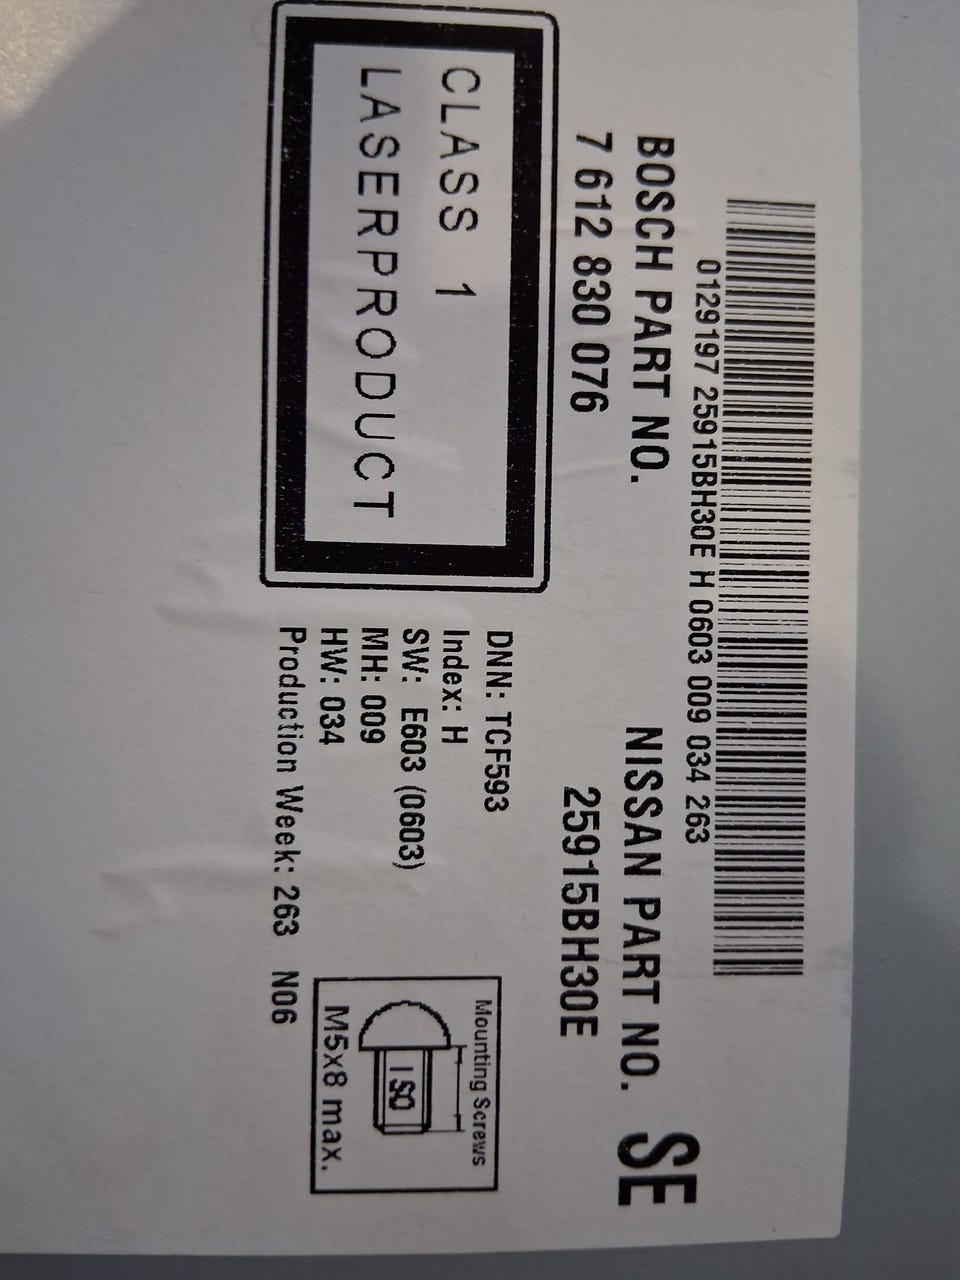 0129197 25915BH30E H 0603 009 034 263
BOSCH PART NO.
7 612 830 076
NISSAN PART NO.
25915BH30E
SE
CLASS 1
LASERPRODUCT
DNN: TCF593
Index: H
SW: E603 (0603)
MH: 009
HW: 034
Production Week: 263 N06
Mounting Screws
ISO
M5x8 max.